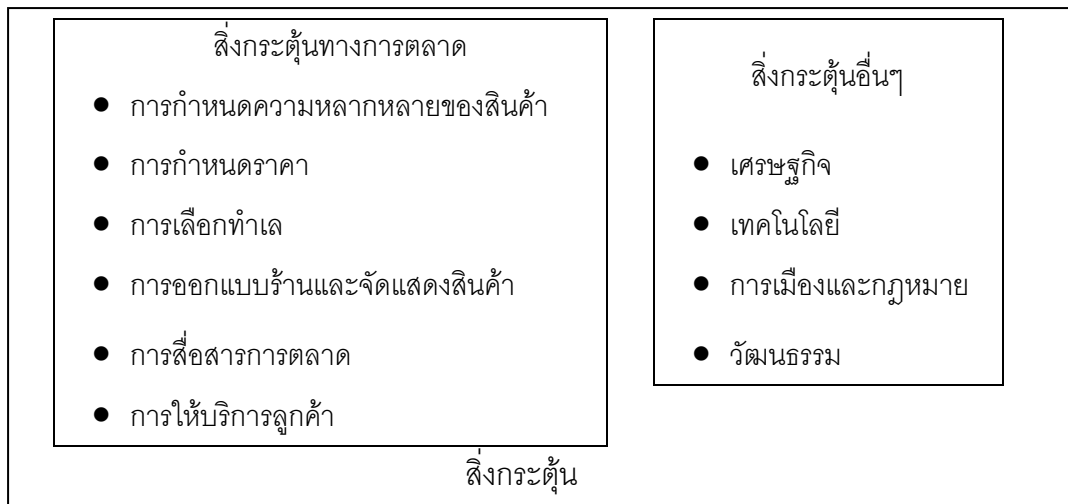 สิ่งกระตุ้นทางการตลาด
● การกำหนดความหลากหลายของสินค้า
● การกำหนดราคา
● การเลือกทำเล
● การออกแบบร้านและจัดแสดงสินค้า
● การสื่อสารการตลาด
● การให้บริการลูกค้า
สิ่งกระตุ้นอื่นๆ
● เศรษฐกิจ
● เทคโนโลยี
● การเมืองและกฎหมาย
● วัฒนธรรม
สิ่งกระตุ้น